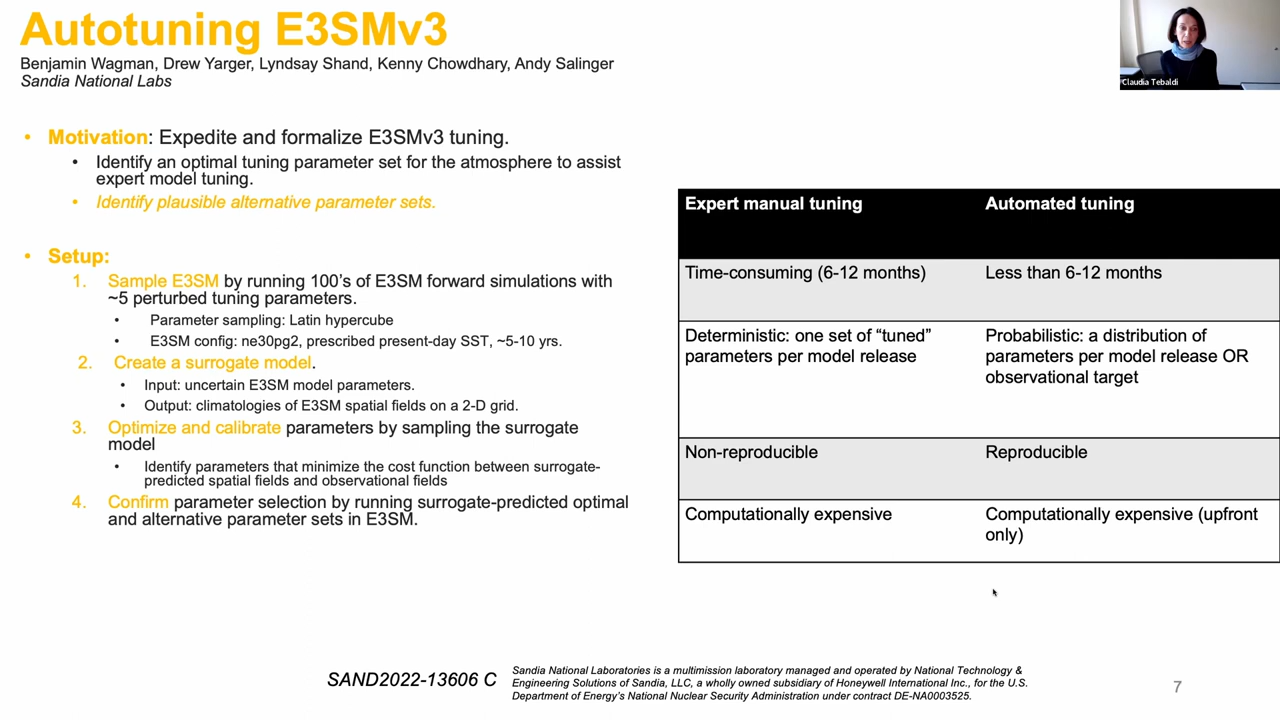 Autotuning E3SMv3
Benjamin Wagman, Drew Yarger, Lyndsay Shand, Kenny Chowdhary, Andy Salinger
Sandia National Labs
Claudia Tebaldi
• Motivation: Expedite and formalize E3SMv3 tuning.
• Identify an optimal tuning parameter set for the atmosphere to assist
expert model tuning.
• Identify plausible alternative parameter sets.
• Setup:
1. Sample E3SM by running 100's of E3SM forward simulations with
~5 perturbed tuning parameters.
• Parameter sampling: Latin hypercube
• E3SM config: ne30pg2, prescribed present-day SST, ~5-10 yrs.
2. Create a surrogate model.
• Input: uncertain E3SM model parameters.
• Output: climatologies of E3SM spatial fields on a 2-D grid.
3. Optimize and calibrate parameters by sampling the surrogate
model
• Identify parameters that minimize the cost function between surrogate-
predicted spatial fields and observational fields
4. Confirm parameter selection by running surrogate-predicted optimal
and alternative parameter sets in E3SM.
Expert manual tuning Automated tuning
Time-consuming (6-12 months) Less than 6-12 months
Deterministic: one set of “tuned” Probabilistic: a distribution of
parameters per model release parameters per model release OR
observational target
Non-reproducible Reproducible
Computationally expensive Computationally expensive (upfront
only)
SAND2022-13606 C
Sandia National Laboratories is a multimission laboratory managed and operated by National Technology &
Engineering Solutions of Sandia, LLC, a wholly owned subsidiary of Honeywell International Inc., for the U.S.
Department of Energy's National Nuclear Security Administration under contract DE-NA0003525.
7